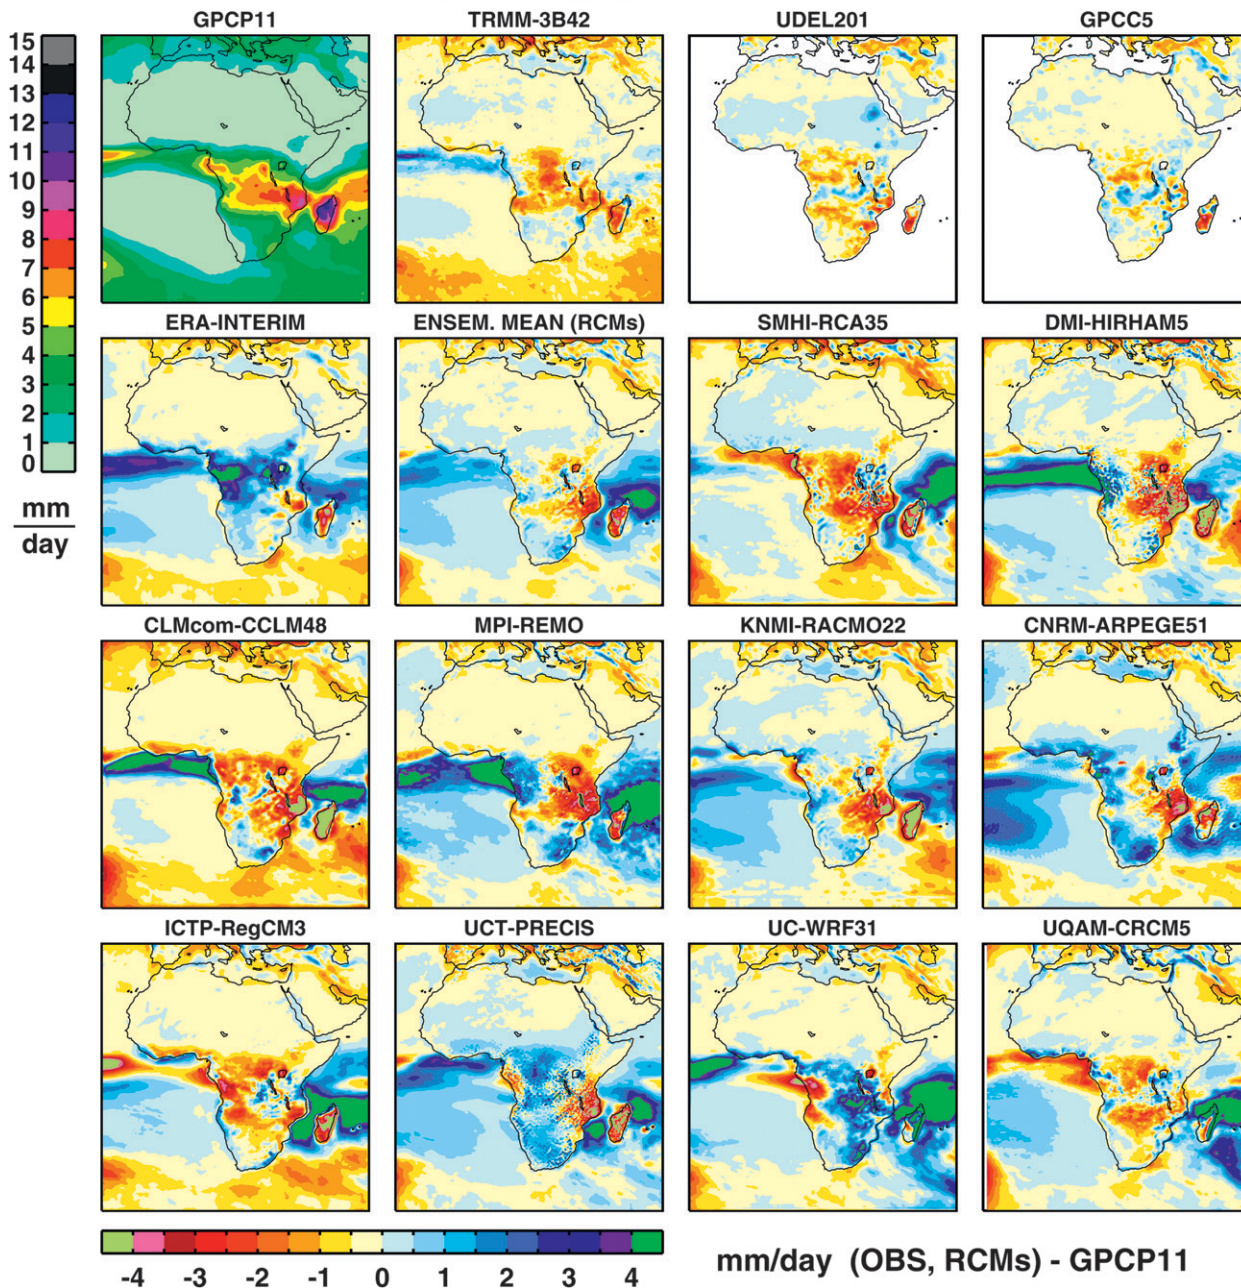 GPCP11 TRMM-3B42 UDEL201 GPCC5
15
14
13
12
11
10
9
8
7
6
5
4
3
2
1
0
mm
day
ERA-INTERIM ENSEM. MEAN (RCMs) SMHI-RCA35 DMI-HIRHAM5
CLMcom-CCLM48 MPI-REMO KNMI-RACMO22 CNRM-ARPEGE51
ICTP-RegCM3 UCT-PRECIS UC-WRF31 UQAM-CRCM5
-4 -3 -2 -1 0 1 2 3 4
mm/day (OBS, RCMs) - GPCP11